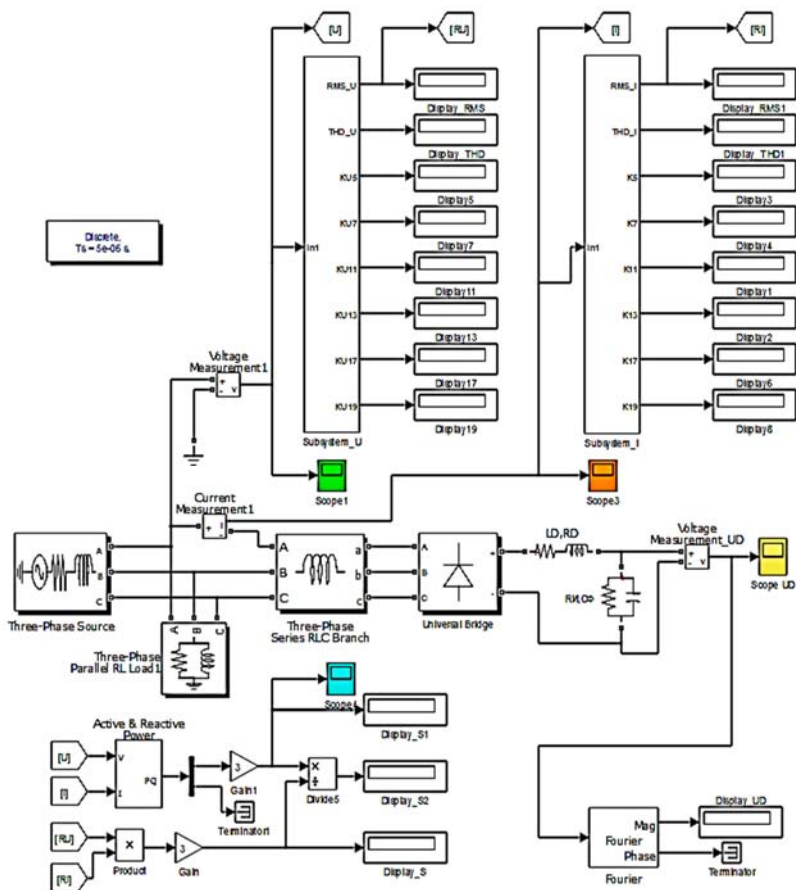 [U]
[RU]
[I]
[RI]
RMS_U
Display_RMS
THD_U
Display_THD
KU5
Display5
KU7
Display7
In1
KU11
Display11
KU13
Display13
KU17
Display17
KU19
Display19
Subsystem_U
RMS_I
Display_RMS1
THD_I
Display_THD1
K5
Display3
K7
Display4
In1
K11
Display1
K13
Display2
K17
Display6
K19
Display8
Subsystem_I
Discrete,
Ts = 5e-06 s.
Voltage
Measurement1
+
-
v
Scope1
Scope3
Current
Measurement1
+
i
-
A
B
C
Three-Phase Source
A B C
Three-Phase
Parallel RL Load1
A
B
C
a
b
c
Three-Phase
Series RLC Branch
A
B
C
+
-
Universal Bridge
LD,RD
Voltage
Measurement_UD
+
-
v
Scope UD
Scope4
Display_S1
Active & Reactive
Power
[U]
[I]
V
I
PQ
3
Gain1
Terminator1
×
÷
Divide5
Display_S2
[RU]
[RI]
×
Product
3
Gain
Display_S
Display_UD
Mag
Fourier
Phase
Fourier
Terminator